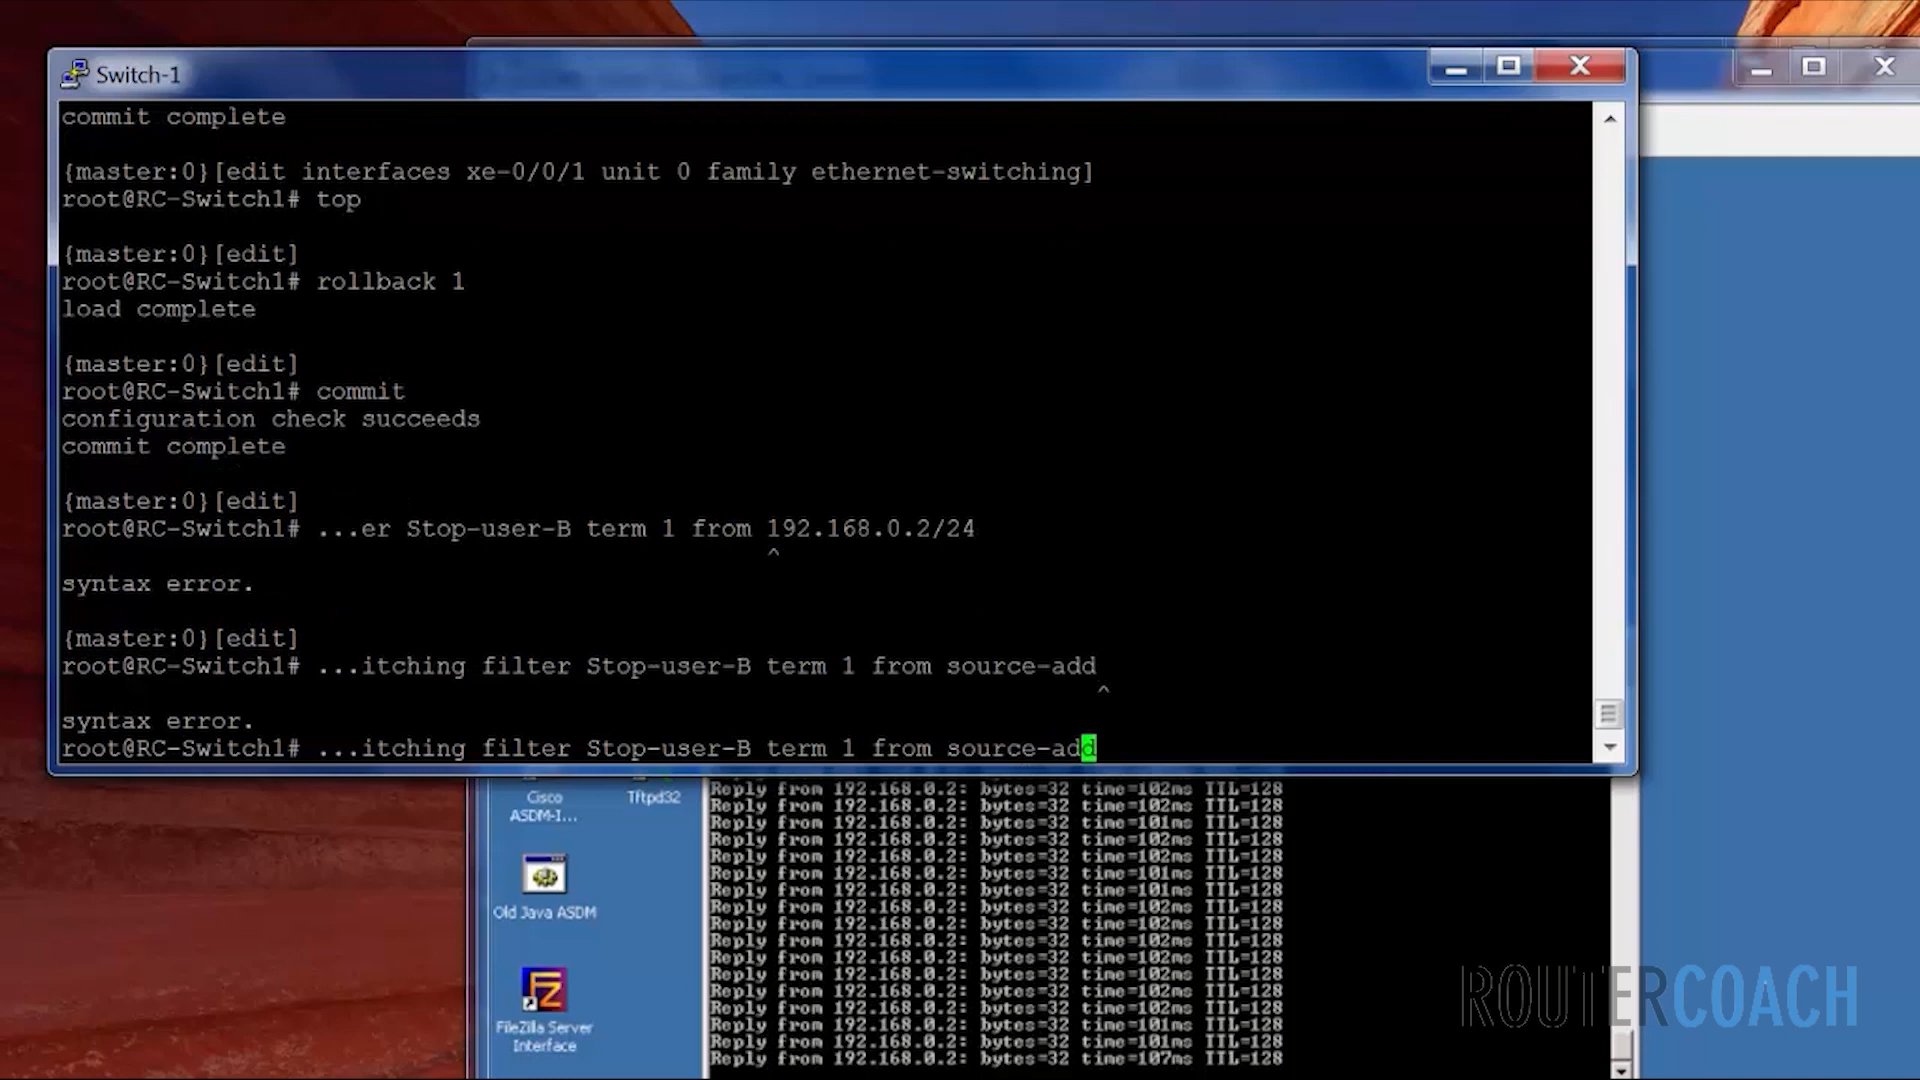 Switch-1
commit complete
{master:0}[edit interfaces xe-0/0/1 unit 0 family ethernet-switching]
root@RC-Switch1# top
{master:0}[edit]
root@RC-Switch1# rollback 1
load complete
{master:0}[edit]
root@RC-Switch1# commit
configuration check succeeds
commit complete
{master:0}[edit]
root@RC-Switch1# ...er Stop-user-B term 1 from 192.168.0.2/24
^
syntax error.
{master:0}[edit]
root@RC-Switch1# ...itching filter Stop-user-B term 1 from source-add
^
syntax error.
root@RC-Switch1# ...itching filter Stop-user-B term 1 from source-add
Cisco
ASDM-I...
Tftpd32
Old Java ASDM
FileZilla Server
Interface
Reply from 192.168.0.2: bytes=32 time=102ms TTL=128
Reply from 192.168.0.2: bytes=32 time=102ms TTL=128
Reply from 192.168.0.2: bytes=32 time=101ms TTL=128
Reply from 192.168.0.2: bytes=32 time=102ms TTL=128
Reply from 192.168.0.2: bytes=32 time=102ms TTL=128
Reply from 192.168.0.2: bytes=32 time=101ms TTL=128
Reply from 192.168.0.2: bytes=32 time=101ms TTL=128
Reply from 192.168.0.2: bytes=32 time=102ms TTL=128
Reply from 192.168.0.2: bytes=32 time=102ms TTL=128
Reply from 192.168.0.2: bytes=32 time=102ms TTL=128
Reply from 192.168.0.2: bytes=32 time=102ms TTL=128
Reply from 192.168.0.2: bytes=32 time=102ms TTL=128
Reply from 192.168.0.2: bytes=32 time=102ms TTL=128
Reply from 192.168.0.2: bytes=32 time=102ms TTL=128
Reply from 192.168.0.2: bytes=32 time=101ms TTL=128
Reply from 192.168.0.2: bytes=32 time=101ms TTL=128
Reply from 192.168.0.2: bytes=32 time=107ms TTL=128
ROUTERCOACH